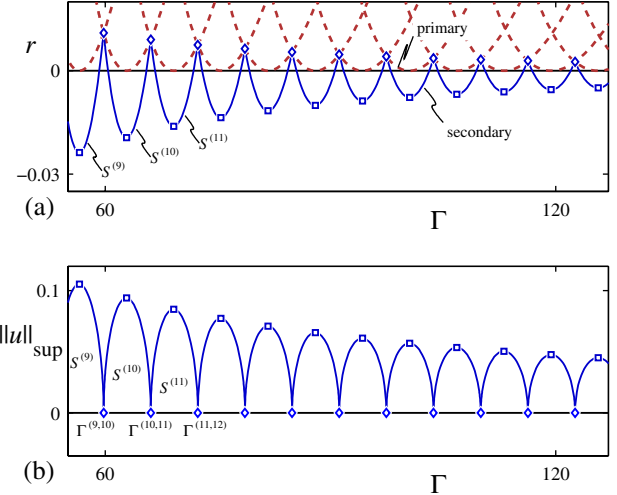 primary
r
0
secondary
S(11)
S(10)
S(9)
−0.03
(a)
60
Γ
120
0.1
||u||sup
S(9)
S(10)
S(11)
0
Γ(9,10)
Γ(10,11)
Γ(11,12)
(b)
60
Γ
120